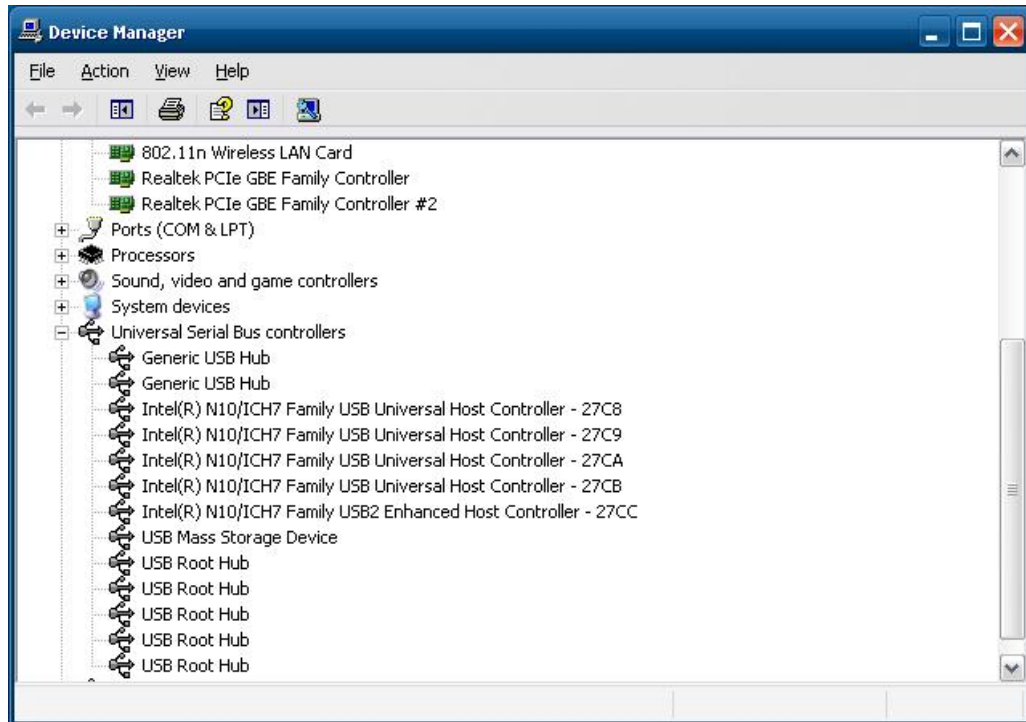 Device Manager
File Action View Help
802.11n Wireless LAN Card
Realtek PCIe GBE Family Controller
Realtek PCIe GBE Family Controller #2
Ports (COM & LPT)
Processors
Sound, video and game controllers
System devices
Universal Serial Bus controllers
Generic USB Hub
Generic USB Hub
Intel(R) N10/ICH7 Family USB Universal Host Controller - 27C8
Intel(R) N10/ICH7 Family USB Universal Host Controller - 27C9
Intel(R) N10/ICH7 Family USB Universal Host Controller - 27CA
Intel(R) N10/ICH7 Family USB Universal Host Controller - 27CB
Intel(R) N10/ICH7 Family USB2 Enhanced Host Controller - 27CC
USB Mass Storage Device
USB Root Hub
USB Root Hub
USB Root Hub
USB Root Hub
USB Root Hub